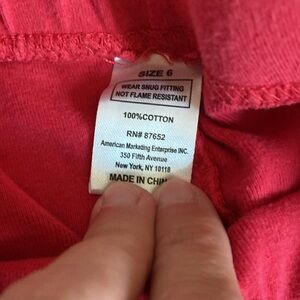 SIZE 6
WEAR SNUG FITTING
NOT FLAME RESISTANT
100%COTTON
RN# 87652
American Marketing Enterprise INC.
350 Fifth Avenue
New York, NY 10118
MADE IN CHIN